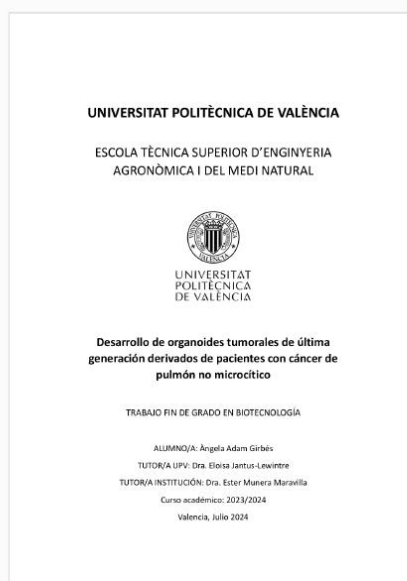 UNIVERSITAT POLITÈCNICA DE VALÈNCIA
ESCOLA TÈCNICA SUPERIOR D'ENGINYERIA
AGRONÒMICA I DEL MEDI NATURAL
UNIVERSITAT
POLITÈCNICA
DE VALÈNCIA
Desarrollo de organoides tumorales de última
generación derivados de pacientes con cáncer de
pulmón no microcítico
TRABAJO FIN DE GRADO EN BIOTECNOLOGÍA
ALUMNO/A: Àngela Adam Girbés
TUTOR/A UPV: Dra. Eloisa Jantus-Lewintre
TUTOR/A INSTITUCIÓN: Dra. Ester Munera Maravilla
Curso académico: 2023/2024
Valencia, Julio 2024